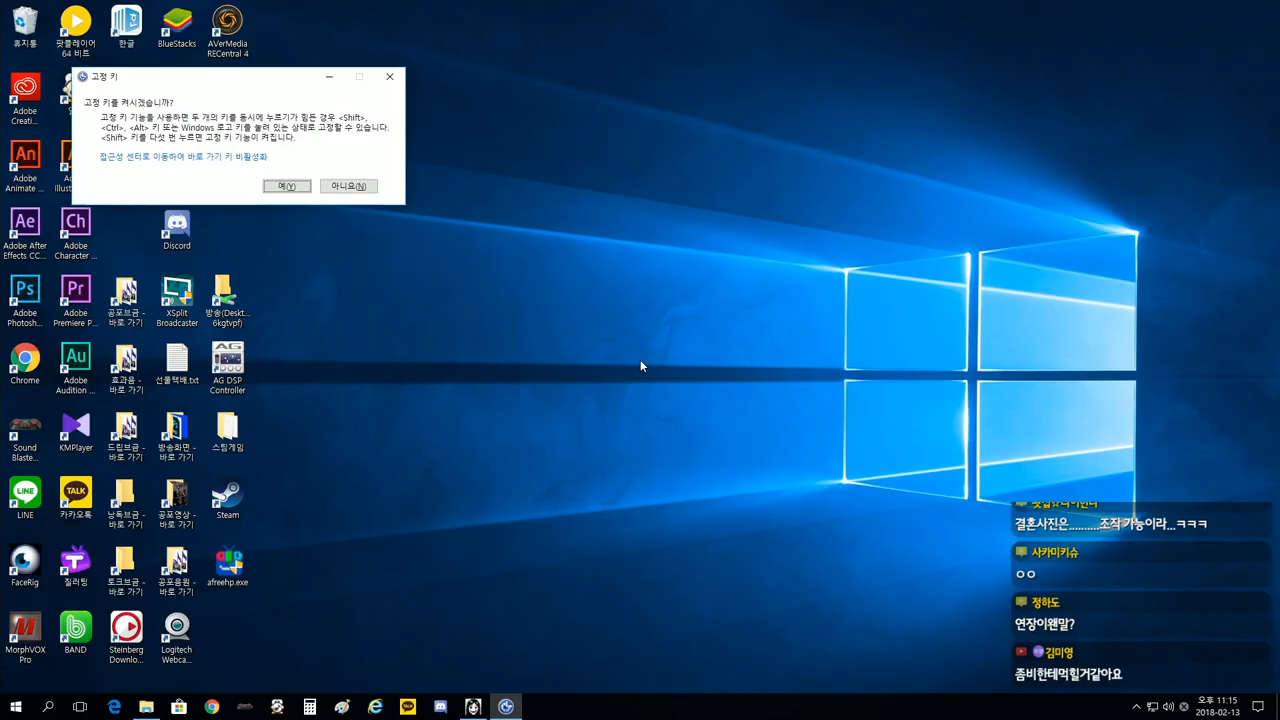 휴지통
팟플레이어 64 비트
한글
BlueStacks
AVerMedia RECentral 4
고정 키
고정 키를 켜시겠습니까?
고정 키 기능을 사용하면 두 개의 키를 동시에 누르기가 힘든 경우 <Shift>,
<Ctrl>, <Alt> 키 또는 Windows 로고 키를 눌려 있는 상태로 고정할 수 있습니다.
<Shift> 키를 다섯 번 누르면 고정 키 기능이 켜집니다.
접근성 센터로 이동하여 바로 가기 키 비활성화
예(Y)
아니요(N)
Adobe Creati...
An
Adobe Animate ...
Illust...
Ae
Adobe After Effects CC...
Ch
Adobe Character ...
Discord
Ps
Adobe Photosh...
Pr
Adobe Premiere P...
공포브금 - 바로 가기
XSplit Broadcaster
방송(Deskt... 6kgtvpf)
Chrome
Au
Adobe Audition ...
효과음 - 바로 가기
선물택배.txt
AG
AG DSP Controller
Sound Blaste...
KMPlayer
드립브금 - 바로 가기
방송화면 - 바로 가기
스팀게임
LINE
LINE
TALK
카카오톡
낭독브금 - 바로 가기
공포영상 - 바로 가기
Steam
FaceRig
질러팅
토크브금 - 바로 가기
공포음원 - 바로 가기
afreehp.exe
MorphVOX Pro
BAND
Steinberg Downlo...
Logitech Webca...
결혼사진은..........조작 가능이라...ㅋㅋㅋ
사카미키슈
ㅇㅇ
정하도
연장이왠말?
김미영
좀비한테먹힐거같아요
오후 11:15
2018-02-13